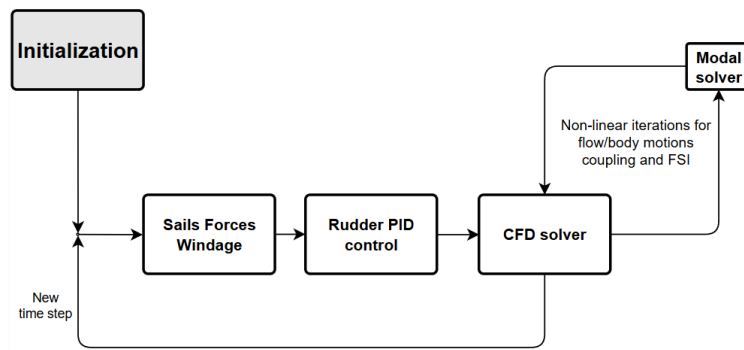 Initialization
Modal
solver
Non-linear iterations for
flow/body motions
coupling and FSI
Sails Forces
Windage
Rudder PID
control
CFD solver
New
time step